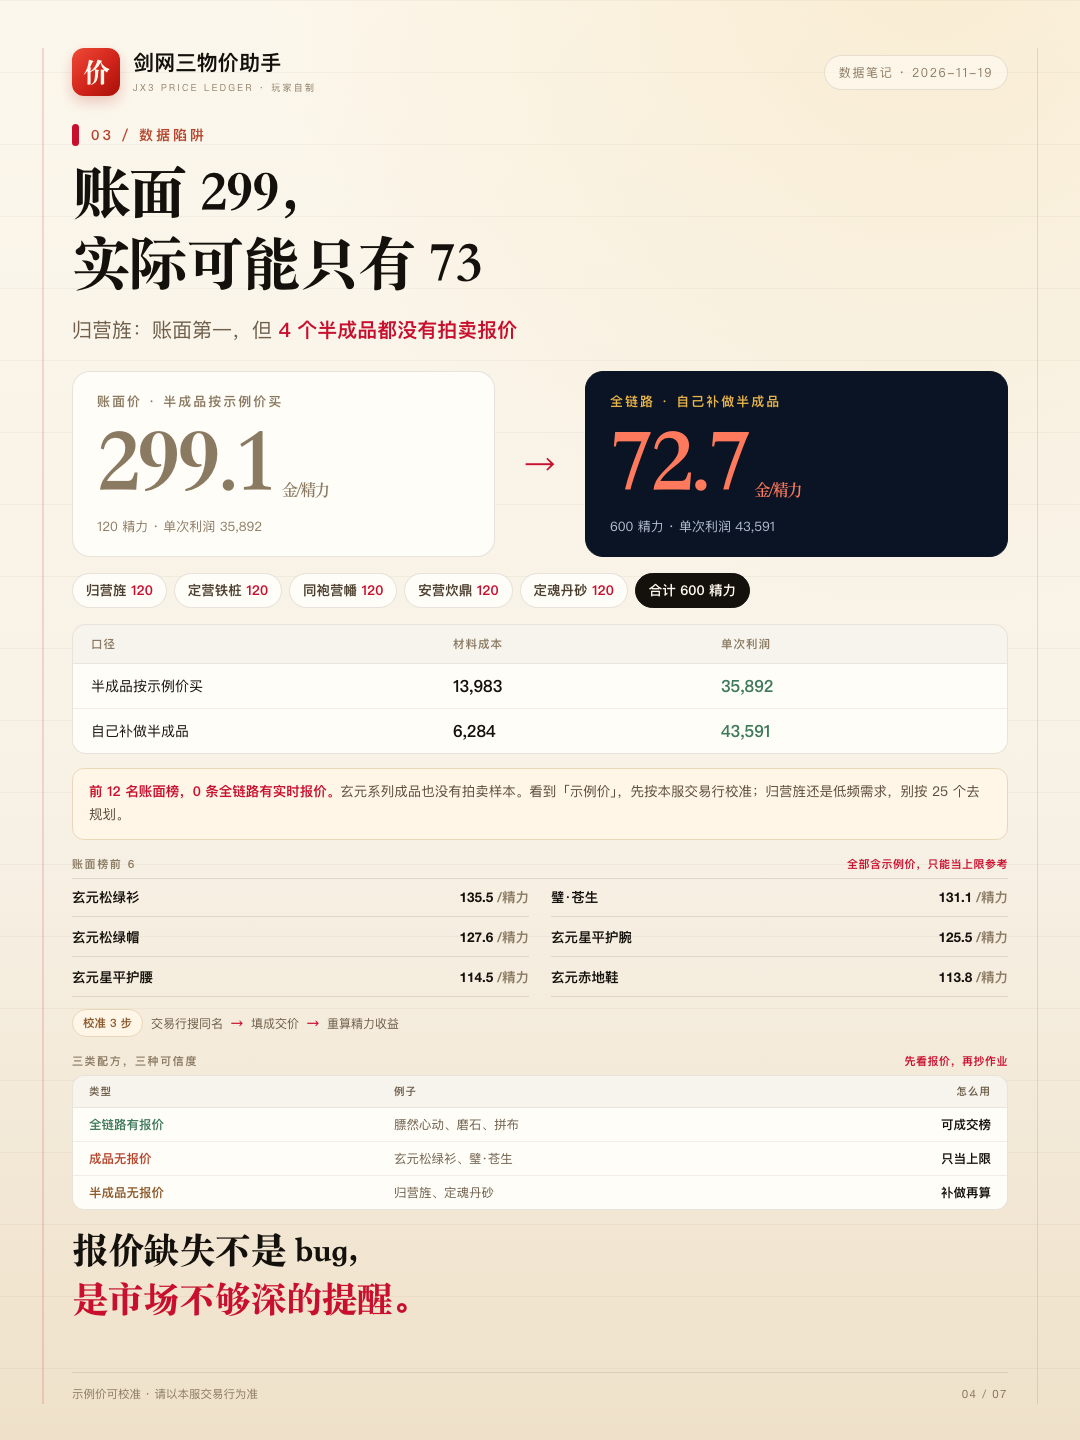 价
剑网三物价助手
JX3 PRICE LEDGER · 玩家自制
数据笔记 · 2026-11-19
03 / 数据陷阱
账面 299，
实际可能只有 73
归营旌：账面第一，但 4 个半成品都没有拍卖报价
账面价 · 半成品按示例价买
299.1 金/精力
120 精力 · 单次利润 35,892
→
全链路 · 自己补做半成品
72.7 金/精力
600 精力 · 单次利润 43,591
归营旌 120
定营铁桩 120
同袍营幡 120
安营炊鼎 120
定魂丹砂 120
合计 600 精力
口径 材料成本 单次利润
半成品按示例价买 13,983 35,892
自己补做半成品 6,284 43,591
前 12 名账面榜，0 条全链路有实时报价。玄元系列成品也没有拍卖样本。看到「示例价」，先按本服交易行校准；归营旌还是低频需求，别按 25 个去
规划。
账面榜前 6 全部含示例价，只能当上限参考
玄元松绿衫 135.5 /精力 璧·苍生 131.1 /精力
玄元松绿帽 127.6 /精力 玄元星平护腕 125.5 /精力
玄元星平护腰 114.5 /精力 玄元赤地鞋 113.8 /精力
校准 3 步 交易行搜同名 → 填成交价 → 重算精力收益
三类配方，三种可信度 先看报价，再抄作业
类型 例子 怎么用
全链路有报价 膘然心动、磨石、拼布 可成交榜
成品无报价 玄元松绿衫、璧·苍生 只当上限
半成品无报价 归营旌、定魂丹砂 补做再算
报价缺失不是 bug，
是市场不够深的提醒。
示例价可校准 · 请以本服交易行为准
04 / 07